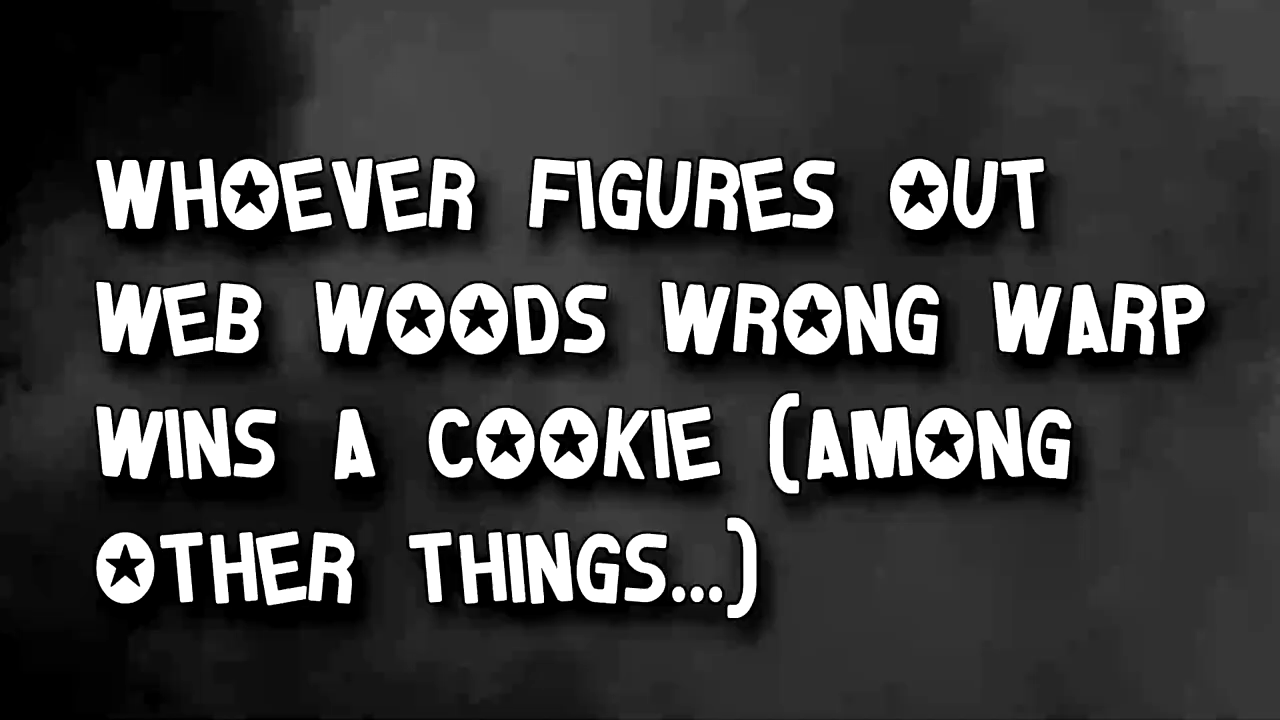 WHOEVER FIGURES OUT
WEB WOODS WRONG WARP
WINS A COOKIE (AMONG
OTHER THINGS...)